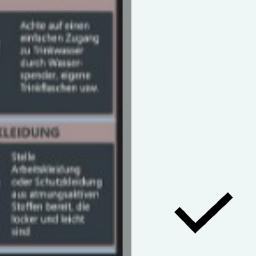 Achte auf einen
einfachen Zugang
zu Trinkwasser
durch Wasser-
spender, eigene
Trinkflaschen usw.
KLEIDUNG
Stelle
Arbeitskleidung
oder Schutzkleidung
aus atmungsaktiven
Stoffen bereit, die
locker und leicht
sind